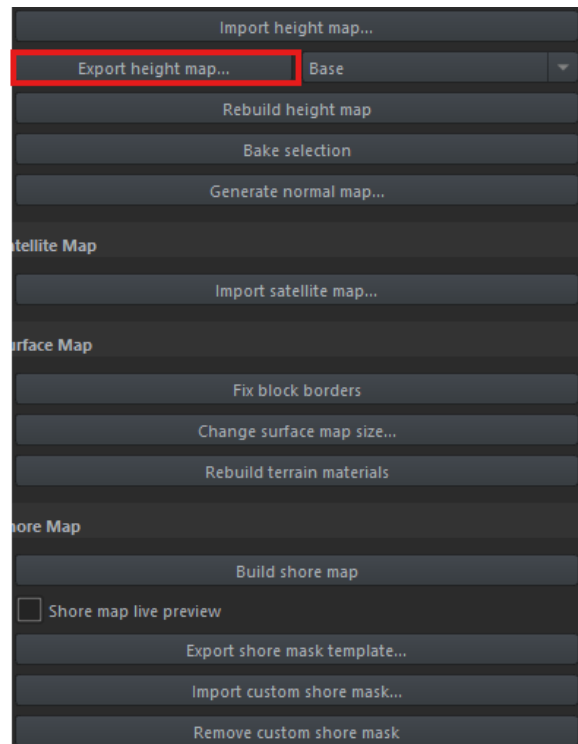 Import height map...
Export height map... Base
Rebuild height map
Bake selection
Generate normal map...
tellite Map
Import satellite map...
rface Map
Fix block borders
Change surface map size...
Rebuild terrain materials
ore Map
Build shore map
Shore map live preview
Export shore mask template...
Import custom shore mask...
Remove custom shore mask